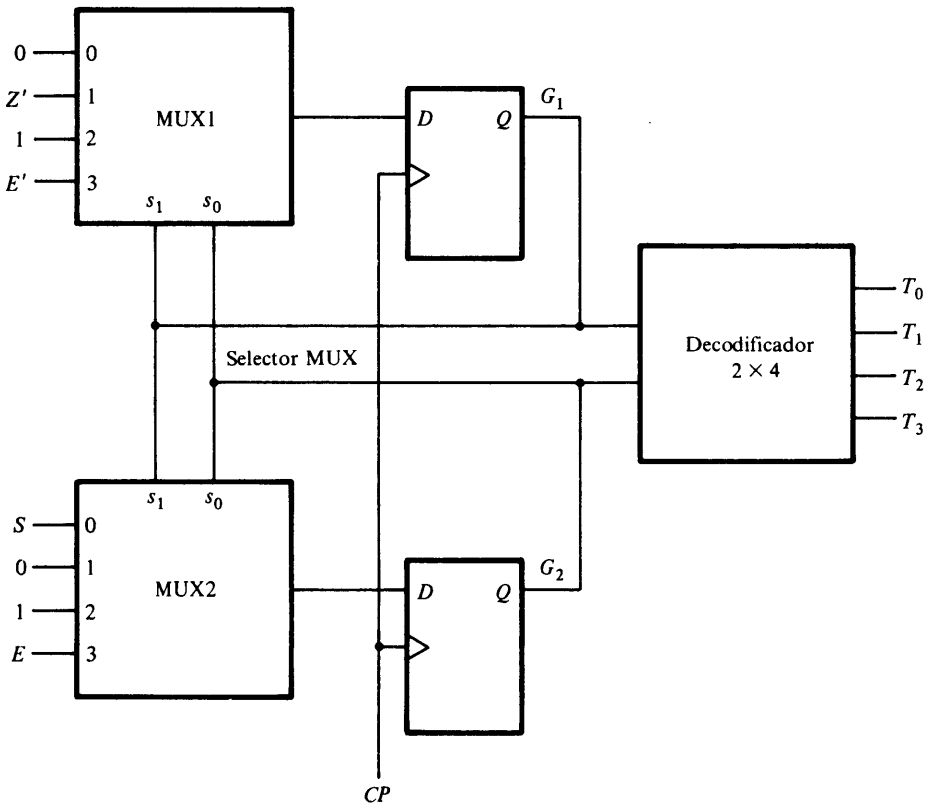 0
0
Z'
1
1
2
E'
3
MUX1
s1
s0
D
Q
G1
T0
T1
T2
T3
Decodificador
2 × 4
Selector MUX
s1
s0
S
0
0
1
1
2
E
3
MUX2
D
Q
G2
CP